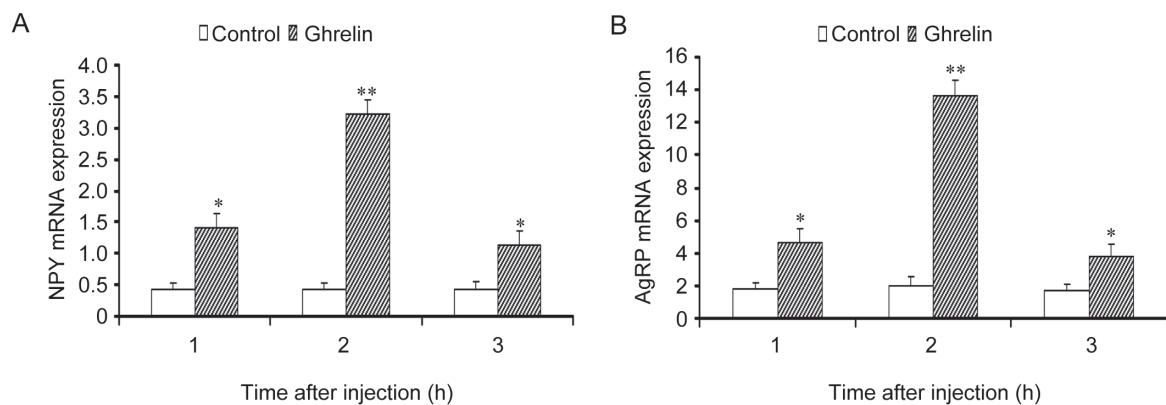 A
Control Ghrelin
NPY mRNA expression
4.0
3.5
3.0
2.5
2.0
1.5
1.0
0.5
0
*
**
*
1 2 3
Time after injection (h)
B
Control Ghrelin
AgRP mRNA expression
16
14
12
10
8
6
4
2
0
*
**
*
1 2 3
Time after injection (h)